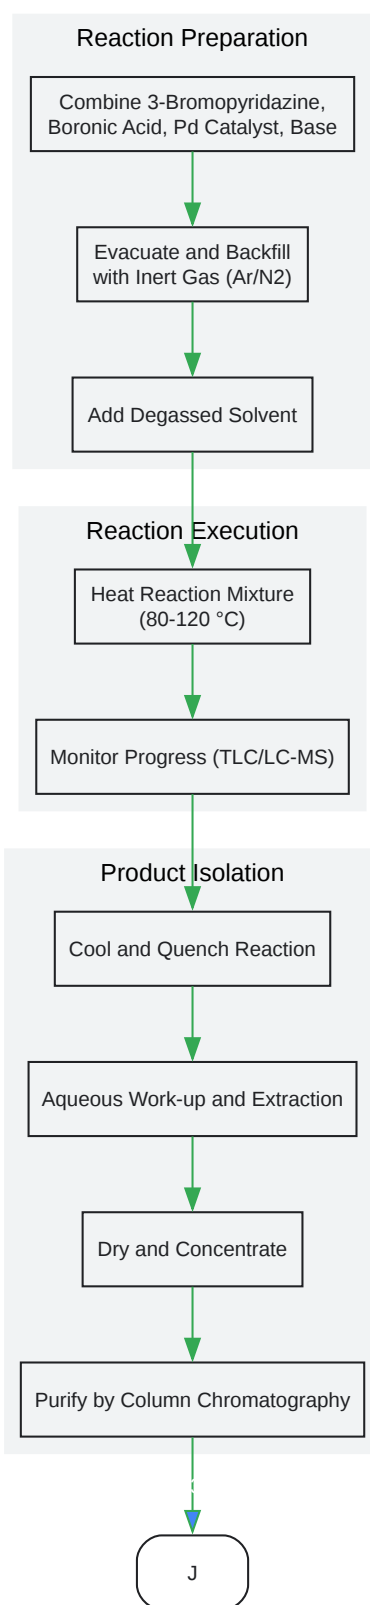 Reaction Preparation
Combine 3-Bromopyridazine,
Boronic Acid, Pd Catalyst, Base
Evacuate and Backfill
with Inert Gas (Ar/N2)
Add Degassed Solvent
Reaction Execution
Heat Reaction Mixture
(80-120 °C)
Monitor Progress (TLC/LC-MS)
Product Isolation
Cool and Quench Reaction
Aqueous Work-up and Extraction
Dry and Concentrate
Purify by Column Chromatography
J